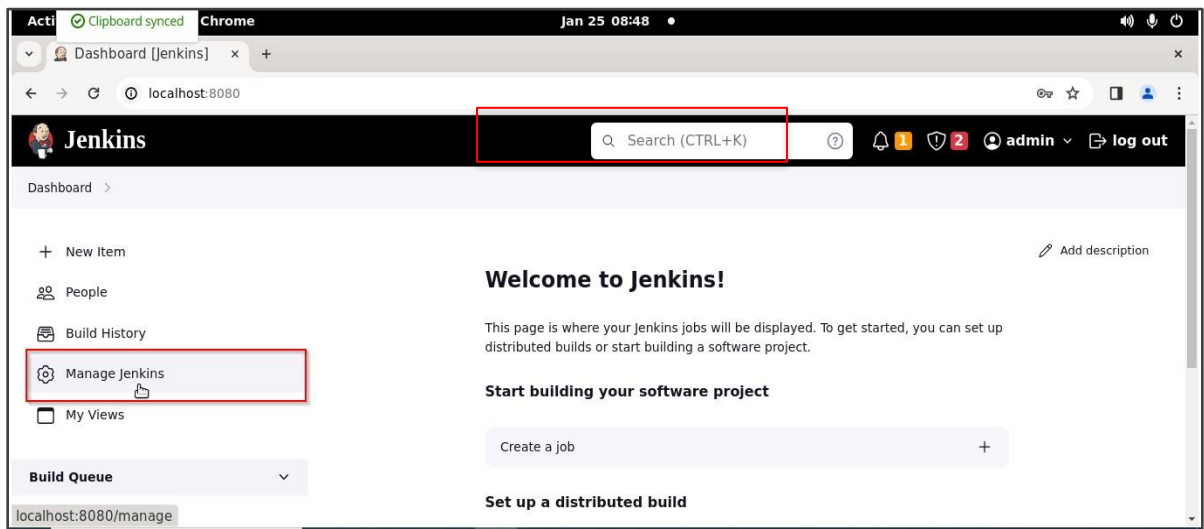 Acti Clipboard synced Chrome Jan 25 08:48
Dashboard [Jenkins] × +
localhost:8080
Jenkins Search (CTRL+K) 1 2 admin log out
Dashboard >
+ New Item
Add description
People
Build History
Manage Jenkins
My Views
Build Queue
localhost:8080/manage
Welcome to Jenkins!
This page is where your Jenkins jobs will be displayed. To get started, you can set up
distributed builds or start building a software project.
Start building your software project
Create a job +
Set up a distributed build